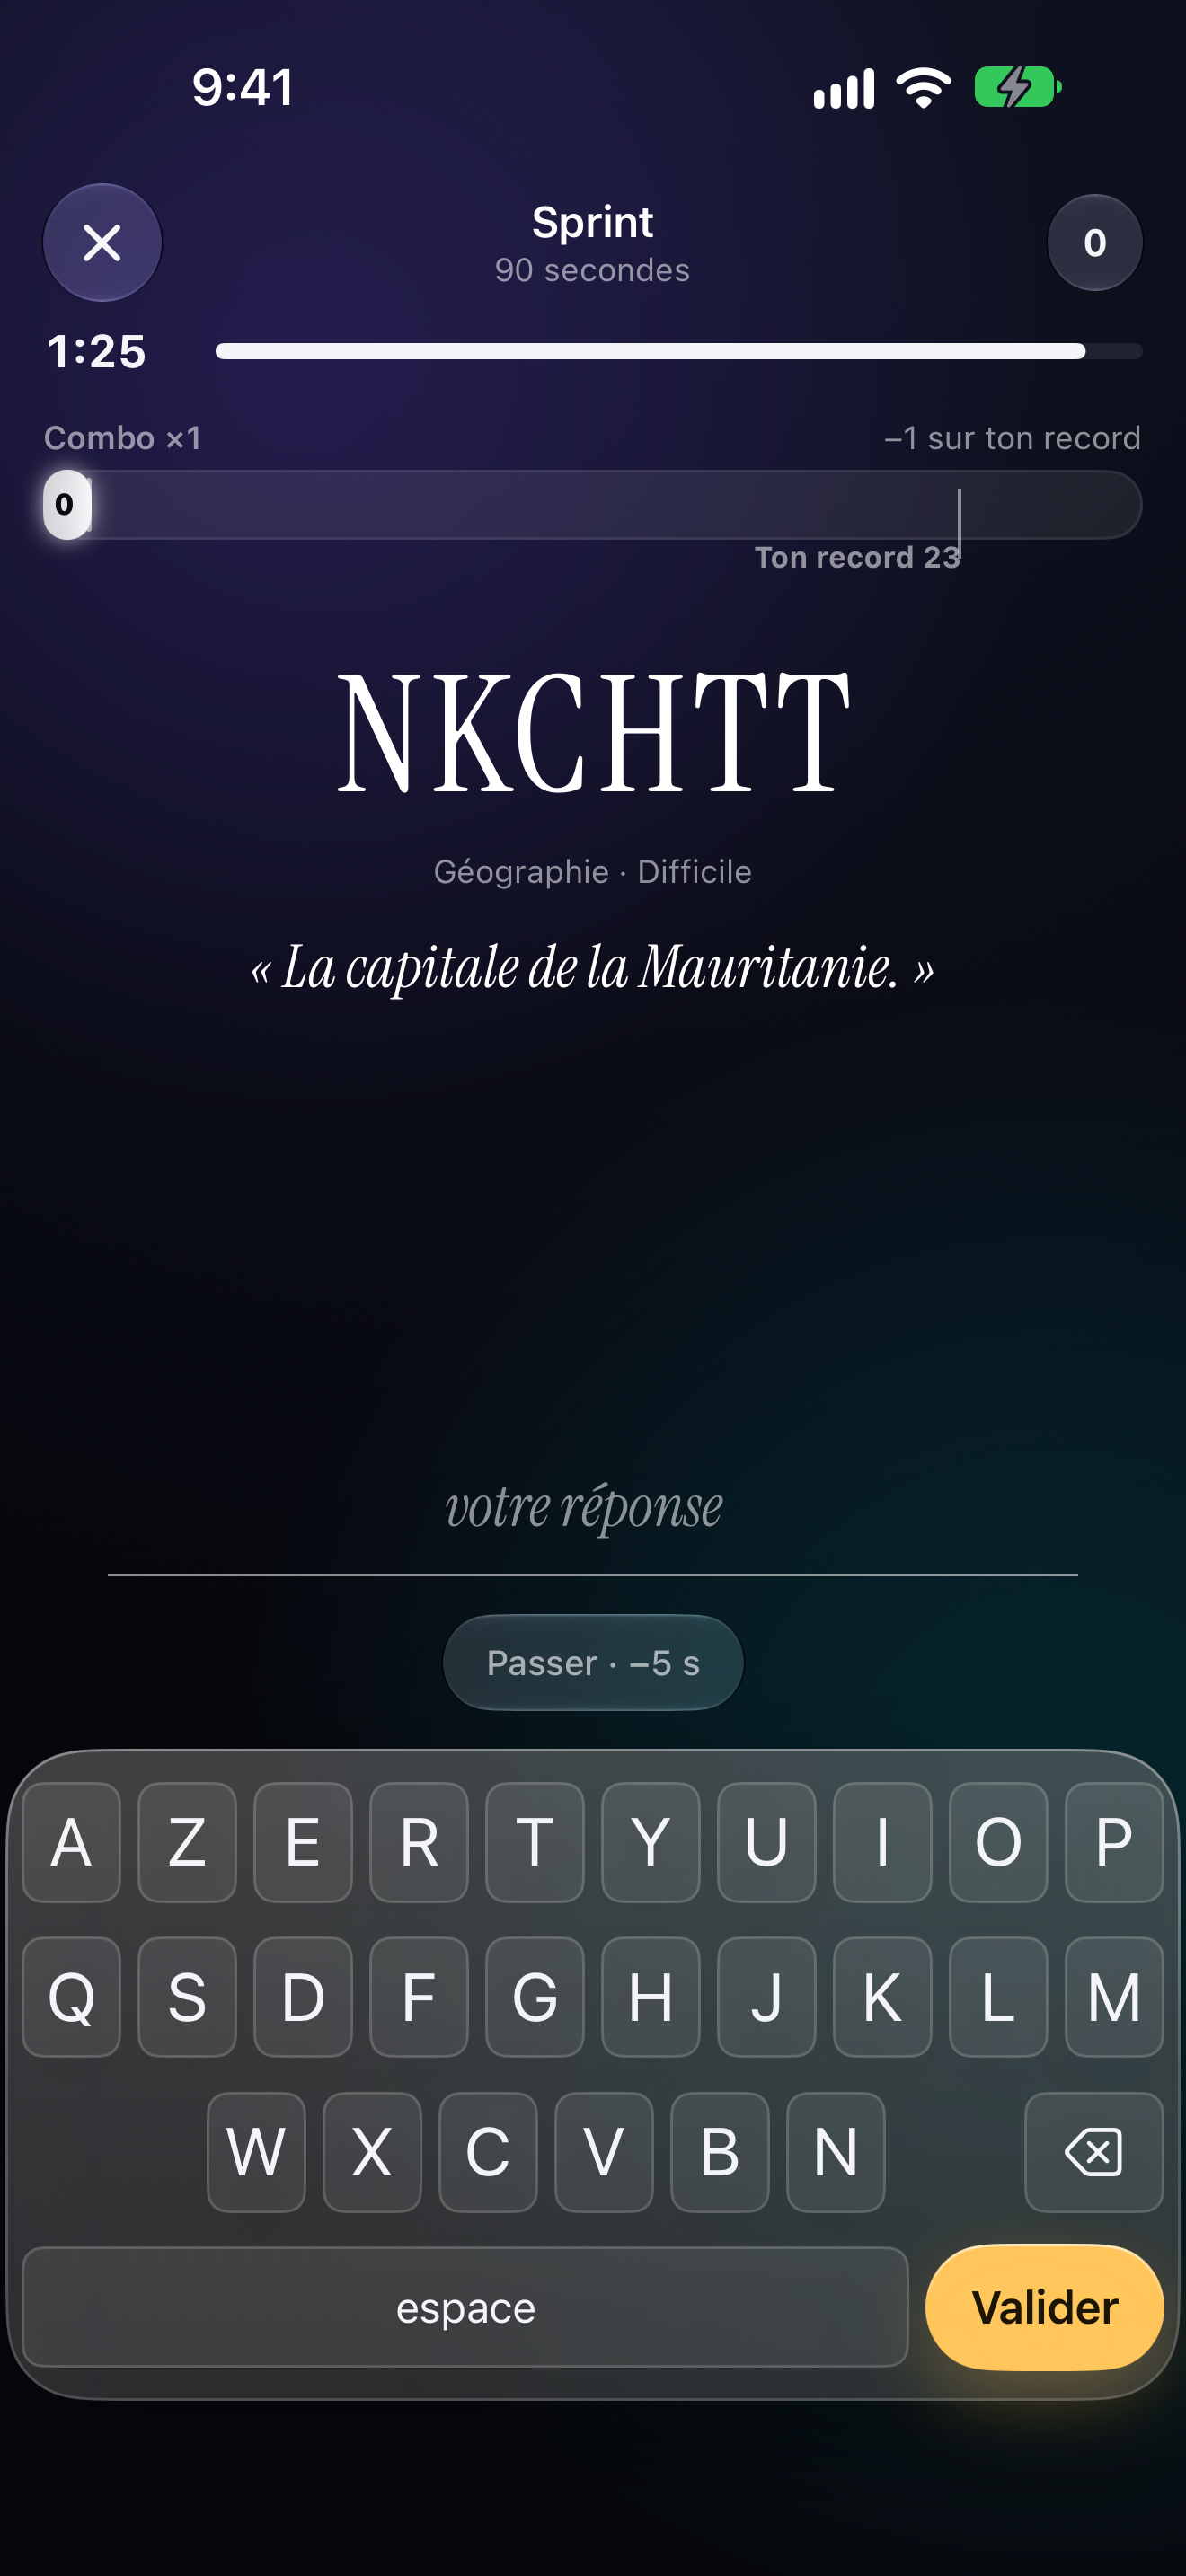 9:41
Sprint
90 secondes
0
1:25
Combo ×1
−1 sur ton record
0
Ton record 23
NKCHTT
Géographie · Difficile
« La capitale de la Mauritanie. »
votre réponse
Passer · −5 s
A Z E R T Y U I O P
Q S D F G H J K L M
W X C V B N
espace
Valider